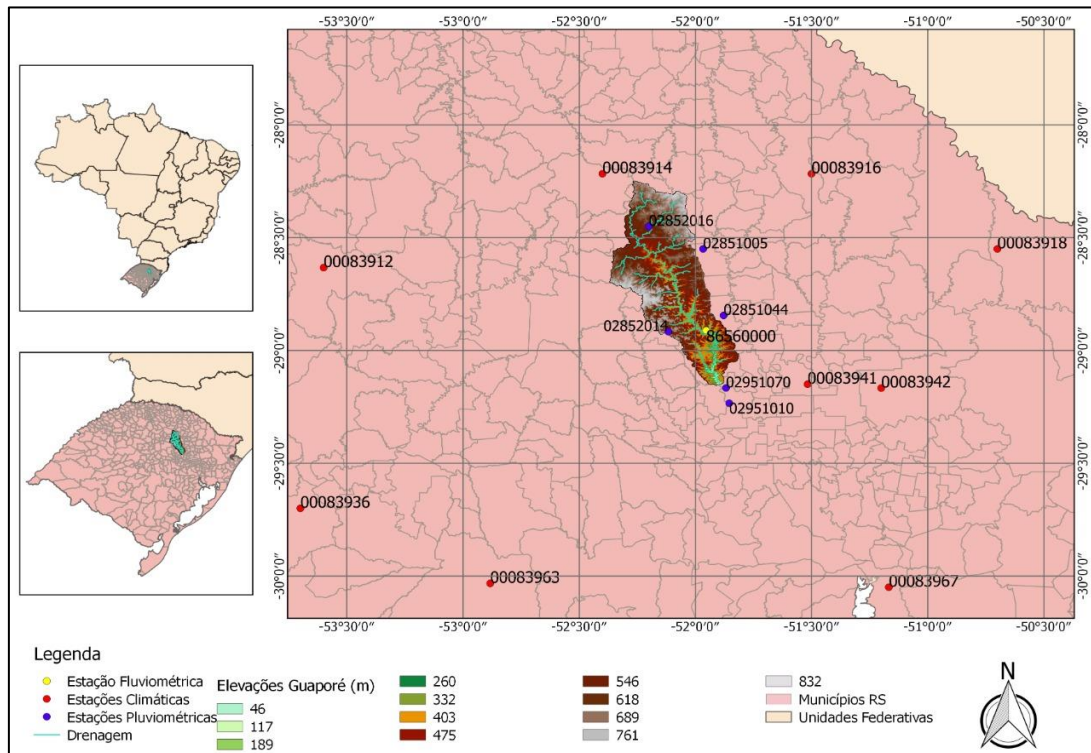 -53°30'0" -53°0'0" -52°30'0" -52°0'0" -51°30'0" -51°0'0" -50°30'0"
-28°0'0" -28°0'0"
00083914 00083916
02852016
-28°30'0" 02851005 00083918 -28°30'0"
00083912
02851044
02852014 86560000
-29°0'0" -29°0'0"
00083941 00083942
02951070
02951010
-29°30'0" -29°30'0"
00083936
-30°0'0" 00083963 00083967 -30°0'0"
-53°30'0" -53°0'0" -52°30'0" -52°0'0" -51°30'0" -51°0'0" -50°30'0"
Legenda
Estação Fluviométrica
Estações Climáticas
Estações Pluviométricas
Drenagem
Elevações Guaporé (m)
46
117
189
260
332
403
475
546
618
689
761
832
Municípios RS
Unidades Federativas
N